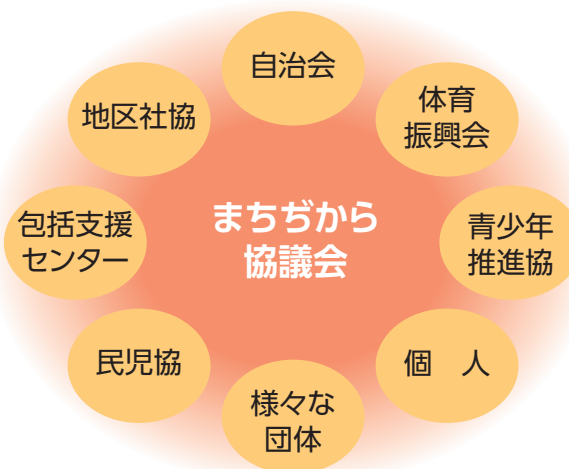 自治会
体育
振興会
地区社協
まちぢから
協議会
包括支援
センター
青少年
推進協
民児協
個　人
様々な
団体